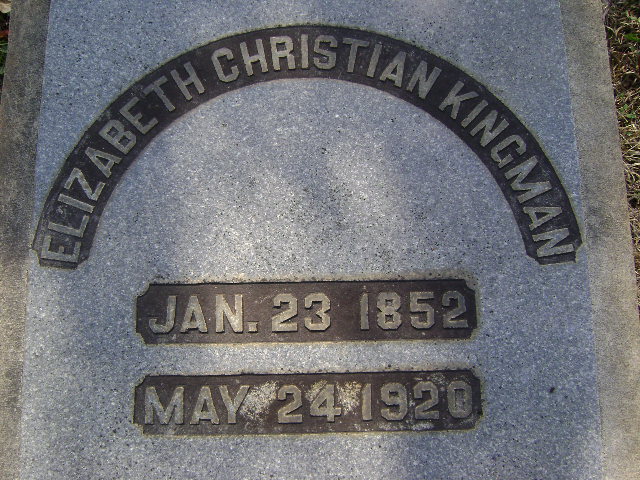 ELIZABETH CHRISTIAN KINGMAN
JAN. 23 1852
MAY 24 1920